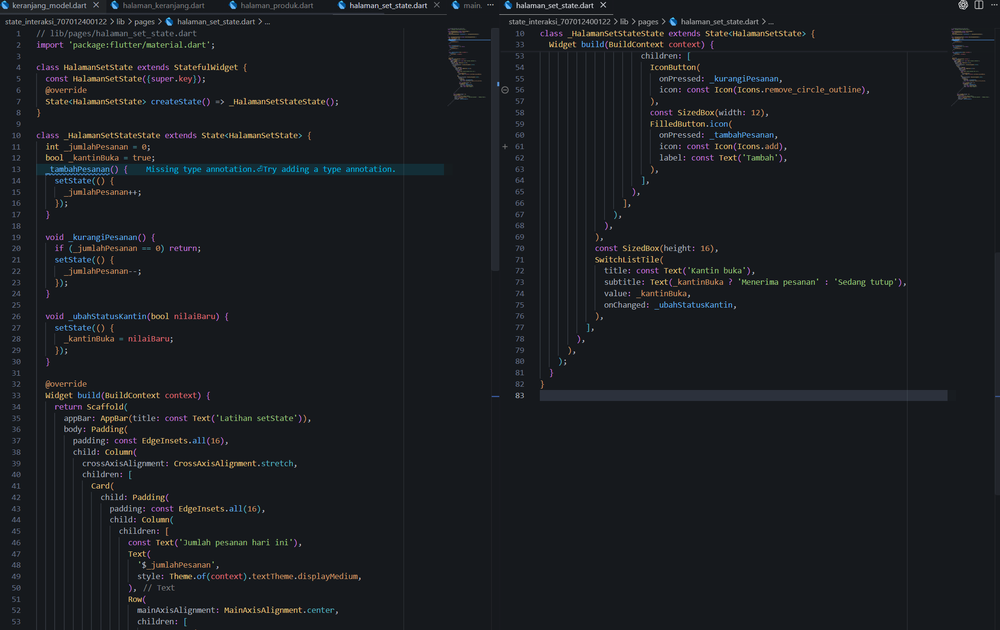 keranjang_model.dart
halaman_keranjang.dart
halaman_produk.dart
halaman_set_state.dart
main.
state_interaksi_707012400122 > lib > pages > halaman_set_state.dart > ...
1 // lib/pages/halaman_set_state.dart
2 import 'package:flutter/material.dart';
3
4 class HalamanSetState extends StatefulWidget {
5 const HalamanSetState({super.key});
6 @override
7 State<HalamanSetState> createState() => _HalamanSetStateState();
8 }
9
10 class _HalamanSetStateState extends State<HalamanSetState> {
11 int _jumlahPesanan = 0;
12 bool _kantinBuka = true;
13 _tambahPesanan() { Missing type annotation.⏎Try adding a type annotation.
14 setState(() {
15 _jumlahPesanan++;
16 });
17 }
18
19 void _kurangiPesanan() {
20 if (_jumlahPesanan == 0) return;
21 setState(() {
22 _jumlahPesanan--;
23 });
24 }
25
26 void _ubahStatusKantin(bool nilaiBaru) {
27 setState(() {
28 _kantinBuka = nilaiBaru;
29 });
30 }
31
32 @override
33 Widget build(BuildContext context) {
34 return Scaffold(
35 appBar: AppBar(title: const Text('Latihan setState')),
36 body: Padding(
37 padding: const EdgeInsets.all(16),
38 child: Column(
39 crossAxisAlignment: CrossAxisAlignment.stretch,
40 children: [
41 Card(
42 child: Padding(
43 padding: const EdgeInsets.all(16),
44 child: Column(
45 children: [
46 const Text('Jumlah pesanan hari ini'),
47 Text(
48 '$_jumlahPesanan',
49 style: Theme.of(context).textTheme.displayMedium,
50 ), // Text
51 Row(
52 mainAxisAlignment: MainAxisAlignment.center,
53 children: [
halaman_set_state.dart
state_interaksi_707012400122 > lib > pages > halaman_set_state.dart > ...
10 class _HalamanSetStateState extends State<HalamanSetState> {
33 Widget build(BuildContext context) {
53 children: [
54 IconButton(
55 onPressed: _kurangiPesanan,
56 icon: const Icon(Icons.remove_circle_outline),
57 ),
58 const SizedBox(width: 12),
59 FilledButton.icon(
60 onPressed: _tambahPesanan,
61 icon: const Icon(Icons.add),
62 label: const Text('Tambah'),
63 ),
64 ],
65 ),
66 ],
67 ),
68 ),
69 ),
70 const SizedBox(height: 16),
71 SwitchListTile(
72 title: const Text('Kantin buka'),
73 subtitle: Text(_kantinBuka ? 'Menerima pesanan' : 'Sedang tutup'),
74 value: _kantinBuka,
75 onChanged: _ubahStatusKantin,
76 ),
77 ],
78 ),
79 ),
80 );
81 }
82 }
83